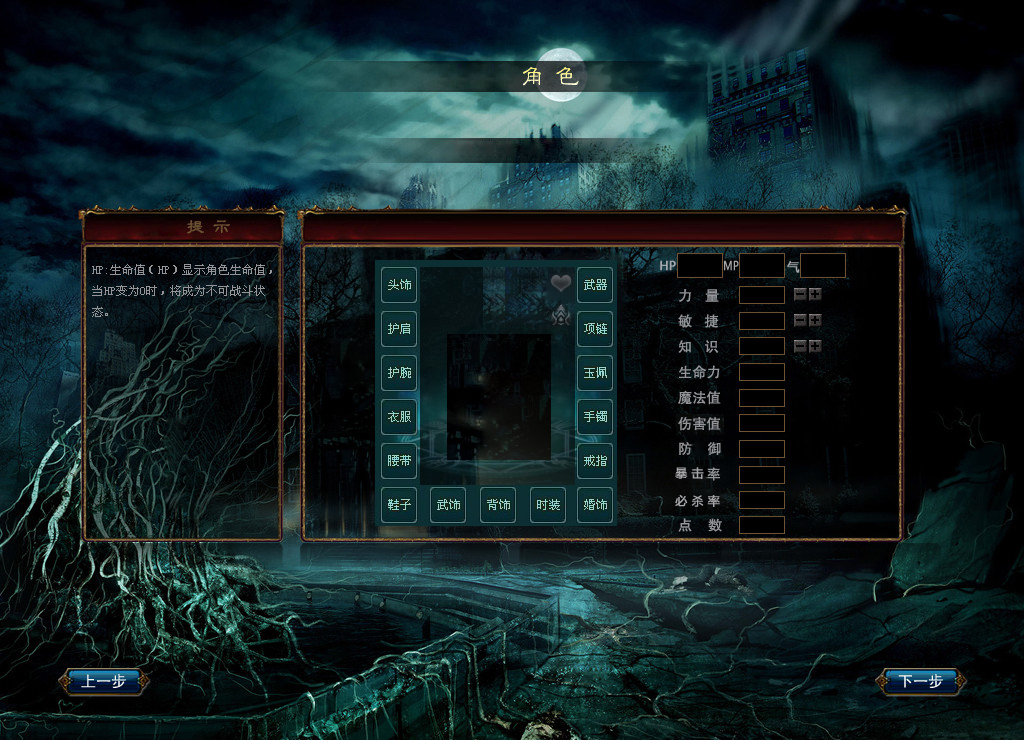 角 色
提 示
HP:生命值(HP)显示角色生命值,
当HP变为0时,将成为不可战斗状
态。
头饰
护肩
护腕
衣服
腰带
鞋子
武饰
背饰
时装
婚饰
武器
项链
玉佩
手镯
戒指
HP
MP
气
力 量
敏 捷
知 识
生命力
魔法值
伤害值
防 御
暴击率
必杀率
点 数
上一步
下一步